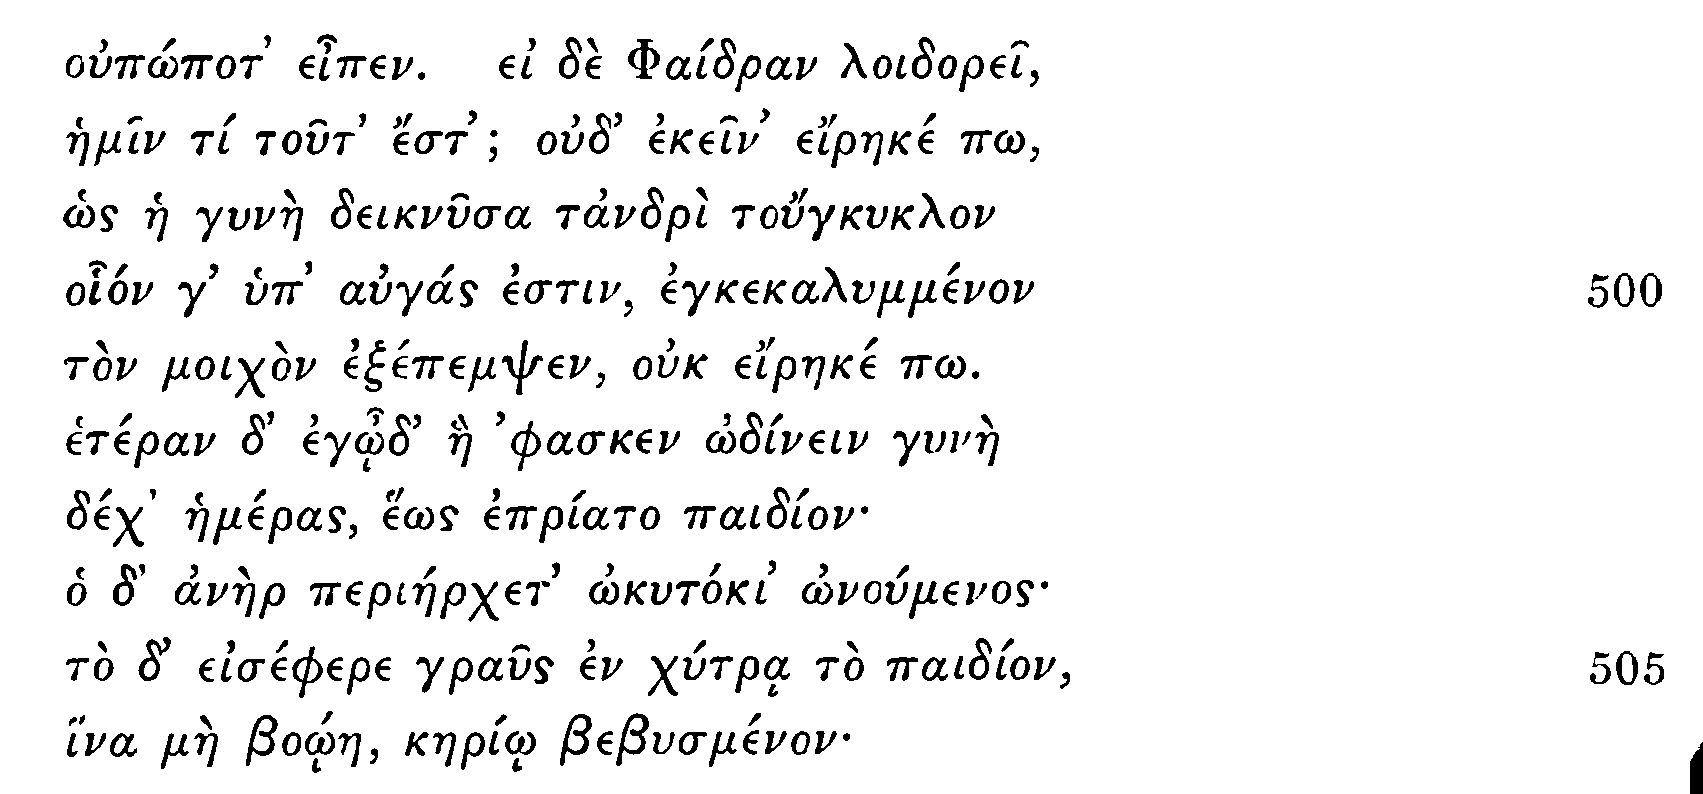 οὐπώποτ’ εἶπεν. εἰ δὲ Φαίδραν λοιδορεῖ,
ἡμῖν τί τοῦτ’ ἔστ’; οὐδ’ ἐκεῖν’ εἴρηκέ πω,
ὡς ἡ γυνὴ δεικνῦσα τἀνδρὶ τοὔγκυκλον
οἷόν γ’ ὑπ’ αὐγάς ἐστιν, ἐγκεκαλυμμένον 500
τὸν μοιχὸν ἐξέπεμψεν, οὐκ εἴρηκέ πω.
ἑτέραν δ’ ἐγᾦδ’ ἣ ’φασκεν ὠδίνειν γυνὴ
δέχ’ ἡμέρας, ἕως ἐπρίατο παιδίον·
ὁ δ’ ἀνὴρ περιήρχετ’ ὠκυτόκι’ ὠνούμενος·
τὸ δ’ εἰσέφερε γραῦς ἐν χύτρᾳ τὸ παιδίον, 505
ἵνα μὴ βοῴη, κηρίῳ βεβυσμένον·